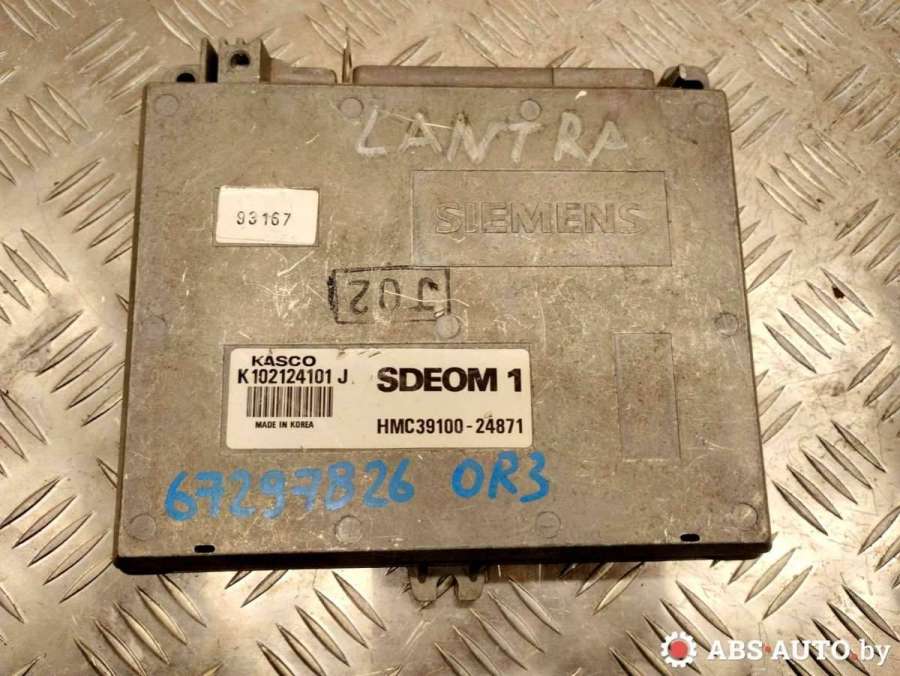 LANTRA
SIEMENS
93167
J02
KASCO
K102124101 J
SDEOM 1
MADE IN KOREA
HMC39100-24871
67297B26 OR3
ABS-AUTO.by